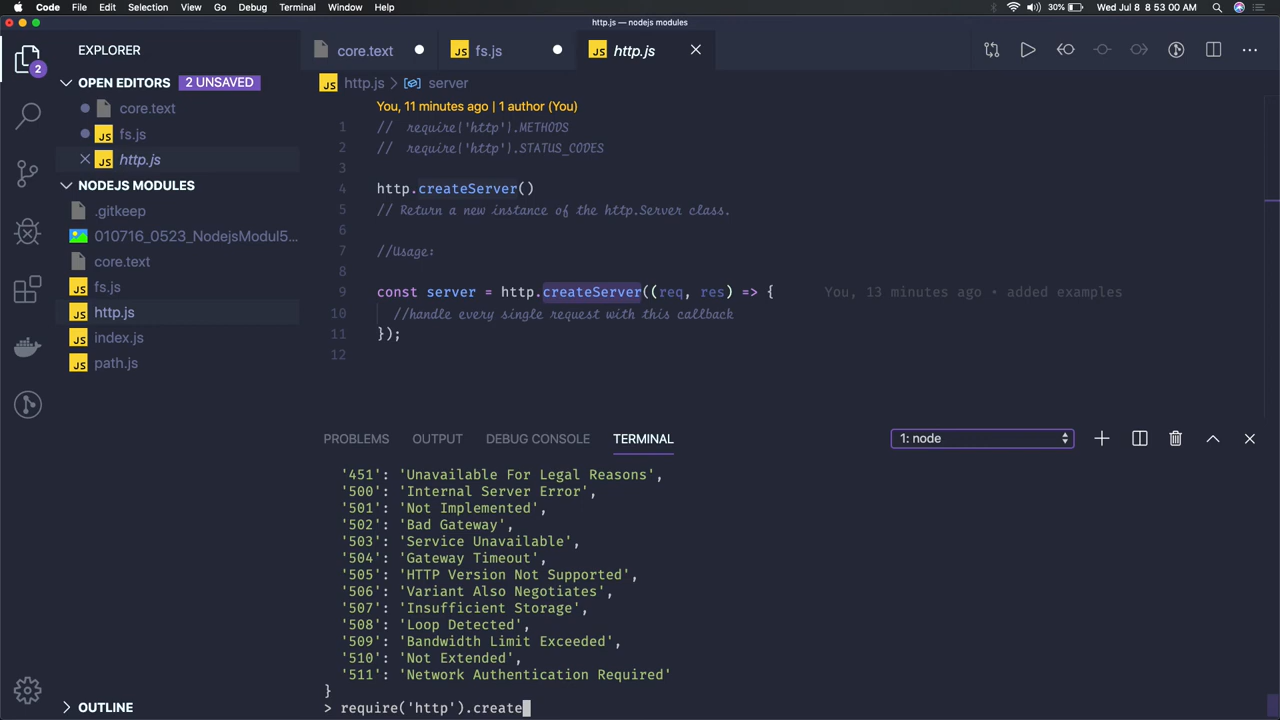 Code File Edit Selection View Go Debug Terminal Window Help 30% Wed Jul 8 8:53:00 AM
http.js — nodejs modules
EXPLORER
core.text
fs.js
http.js
OPEN EDITORS 2 UNSAVED
core.text
fs.js
http.js
NODEJS MODULES
.gitkeep
010716_0523_NodejsModul5...
core.text
fs.js
http.js
index.js
path.js
OUTLINE
2
http.js > server
You, 11 minutes ago | 1 author (You)
1 // require('http').METHODS
2 // require('http').STATUS_CODES
3
4 http.createServer()
5 // Return a new instance of the http.Server class.
6
7 //Usage:
8
9 const server = http.createServer((req, res) => { You, 13 minutes ago • added examples
10 //handle every single request with this callback
11 });
12
PROBLEMS OUTPUT DEBUG CONSOLE TERMINAL 1: node
'451': 'Unavailable For Legal Reasons',
'500': 'Internal Server Error',
'501': 'Not Implemented',
'502': 'Bad Gateway',
'503': 'Service Unavailable',
'504': 'Gateway Timeout',
'505': 'HTTP Version Not Supported',
'506': 'Variant Also Negotiates',
'507': 'Insufficient Storage',
'508': 'Loop Detected',
'509': 'Bandwidth Limit Exceeded',
'510': 'Not Extended',
'511': 'Network Authentication Required'
}
> require('http').create